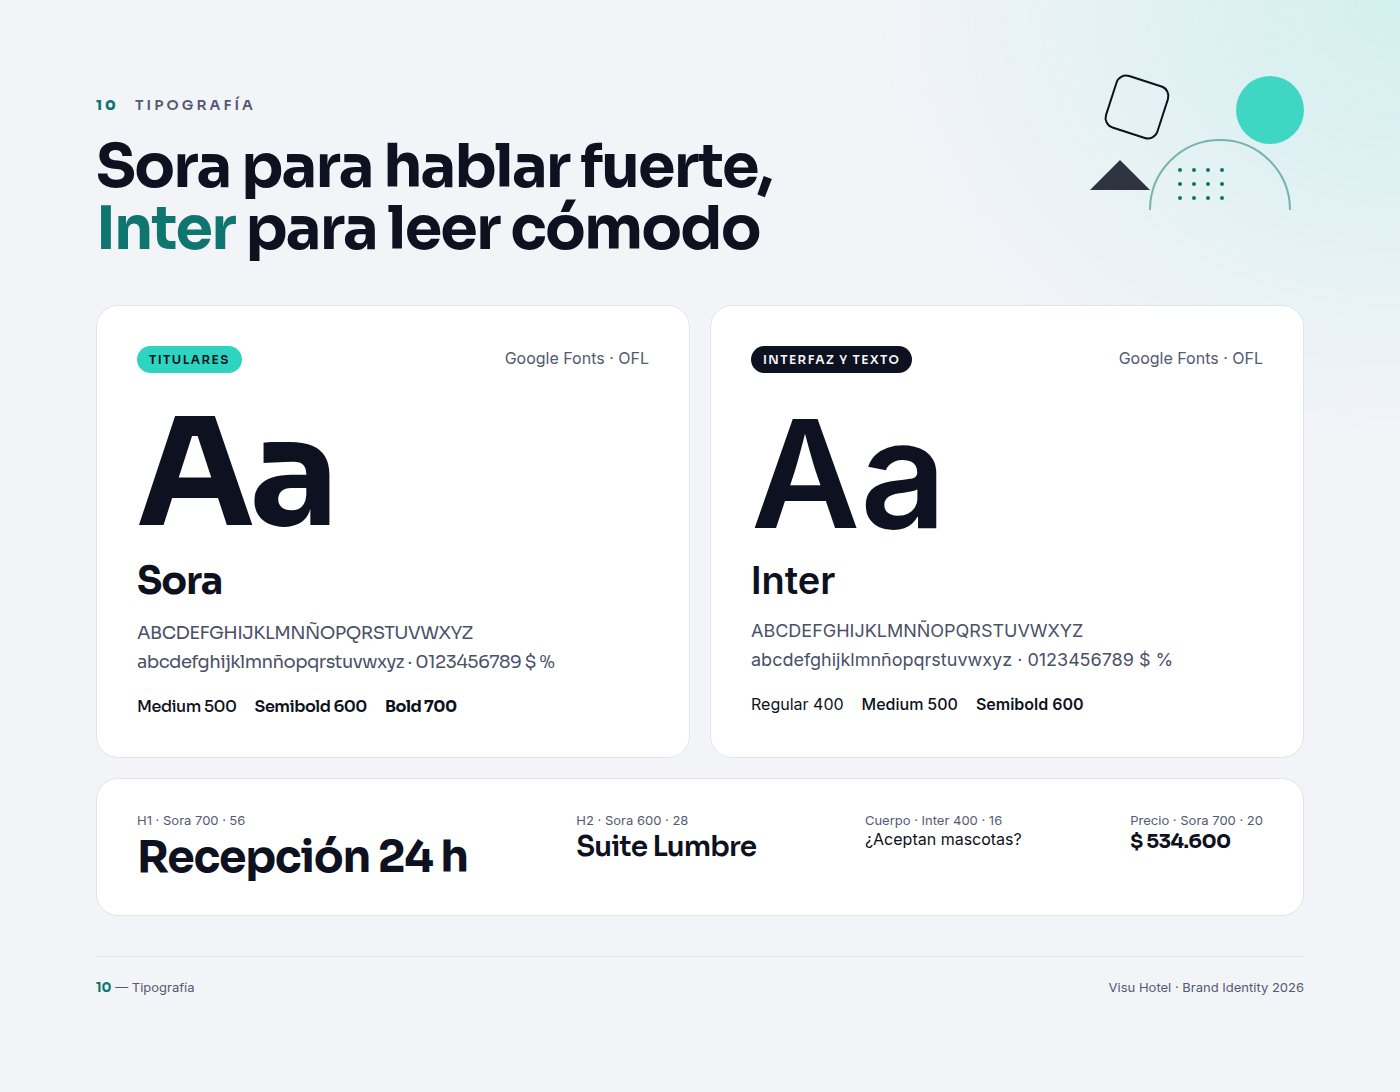 10 TIPOGRAFÍA
Sora para hablar fuerte,
Inter para leer cómodo
TITULARES
Google Fonts · OFL
Aa
Sora
ABCDEFGHIJKLMNÑOPQRSTUVWXYZ
abcdefghijklmnñopqrstuvwxyz · 0123456789 $ %
Medium 500 Semibold 600 Bold 700
INTERFAZ Y TEXTO
Google Fonts · OFL
Aa
Inter
ABCDEFGHIJKLMNÑOPQRSTUVWXYZ
abcdefghijklmnñopqrstuvwxyz · 0123456789 $ %
Regular 400 Medium 500 Semibold 600
H1 · Sora 700 · 56
Recepción 24 h
H2 · Sora 600 · 28
Suite Lumbre
Cuerpo · Inter 400 · 16
¿Aceptan mascotas?
Precio · Sora 700 · 20
$ 534.600
10 — Tipografía
Visu Hotel · Brand Identity 2026